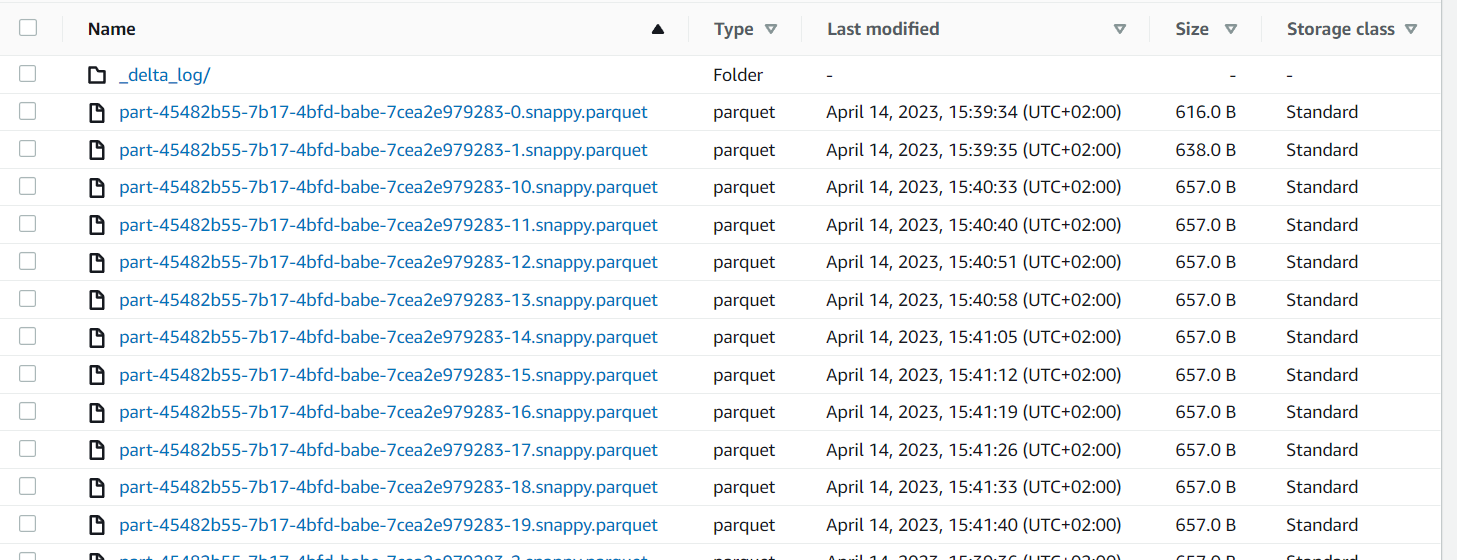 Name Type Last modified Size Storage class
_delta_log/ Folder - - -
part-45482b55-7b17-4bfd-babe-7cea2e979283-0.snappy.parquet parquet April 14, 2023, 15:39:34 (UTC+02:00) 616.0 B Standard
part-45482b55-7b17-4bfd-babe-7cea2e979283-1.snappy.parquet parquet April 14, 2023, 15:39:35 (UTC+02:00) 638.0 B Standard
part-45482b55-7b17-4bfd-babe-7cea2e979283-10.snappy.parquet parquet April 14, 2023, 15:40:33 (UTC+02:00) 657.0 B Standard
part-45482b55-7b17-4bfd-babe-7cea2e979283-11.snappy.parquet parquet April 14, 2023, 15:40:40 (UTC+02:00) 657.0 B Standard
part-45482b55-7b17-4bfd-babe-7cea2e979283-12.snappy.parquet parquet April 14, 2023, 15:40:51 (UTC+02:00) 657.0 B Standard
part-45482b55-7b17-4bfd-babe-7cea2e979283-13.snappy.parquet parquet April 14, 2023, 15:40:58 (UTC+02:00) 657.0 B Standard
part-45482b55-7b17-4bfd-babe-7cea2e979283-14.snappy.parquet parquet April 14, 2023, 15:41:05 (UTC+02:00) 657.0 B Standard
part-45482b55-7b17-4bfd-babe-7cea2e979283-15.snappy.parquet parquet April 14, 2023, 15:41:12 (UTC+02:00) 657.0 B Standard
part-45482b55-7b17-4bfd-babe-7cea2e979283-16.snappy.parquet parquet April 14, 2023, 15:41:19 (UTC+02:00) 657.0 B Standard
part-45482b55-7b17-4bfd-babe-7cea2e979283-17.snappy.parquet parquet April 14, 2023, 15:41:26 (UTC+02:00) 657.0 B Standard
part-45482b55-7b17-4bfd-babe-7cea2e979283-18.snappy.parquet parquet April 14, 2023, 15:41:33 (UTC+02:00) 657.0 B Standard
part-45482b55-7b17-4bfd-babe-7cea2e979283-19.snappy.parquet parquet April 14, 2023, 15:41:40 (UTC+02:00) 657.0 B Standard